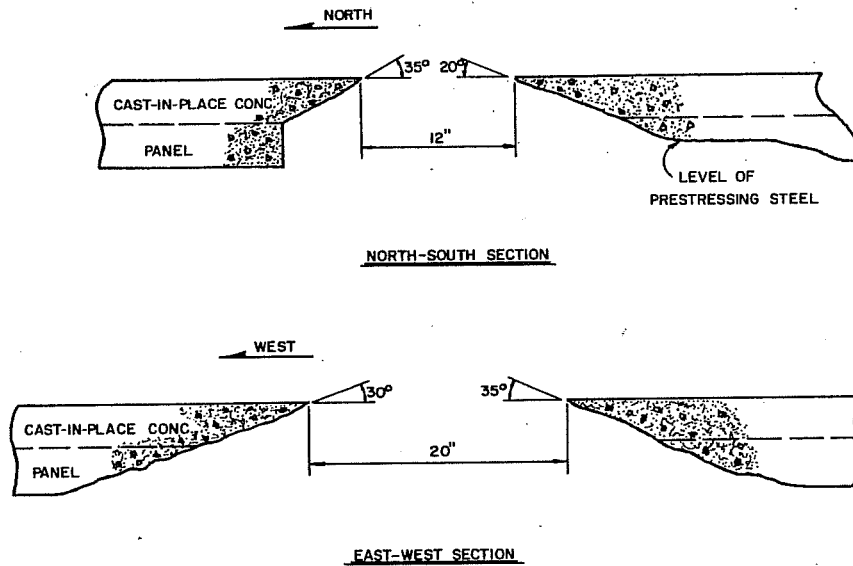 NORTH
35° 20°
CAST-IN-PLACE CONC
PANEL
12"
LEVEL OF
PRESTRESSING STEEL
NORTH-SOUTH SECTION
WEST
30° 35°
CAST-IN-PLACE CONC
PANEL
20"
EAST-WEST SECTION